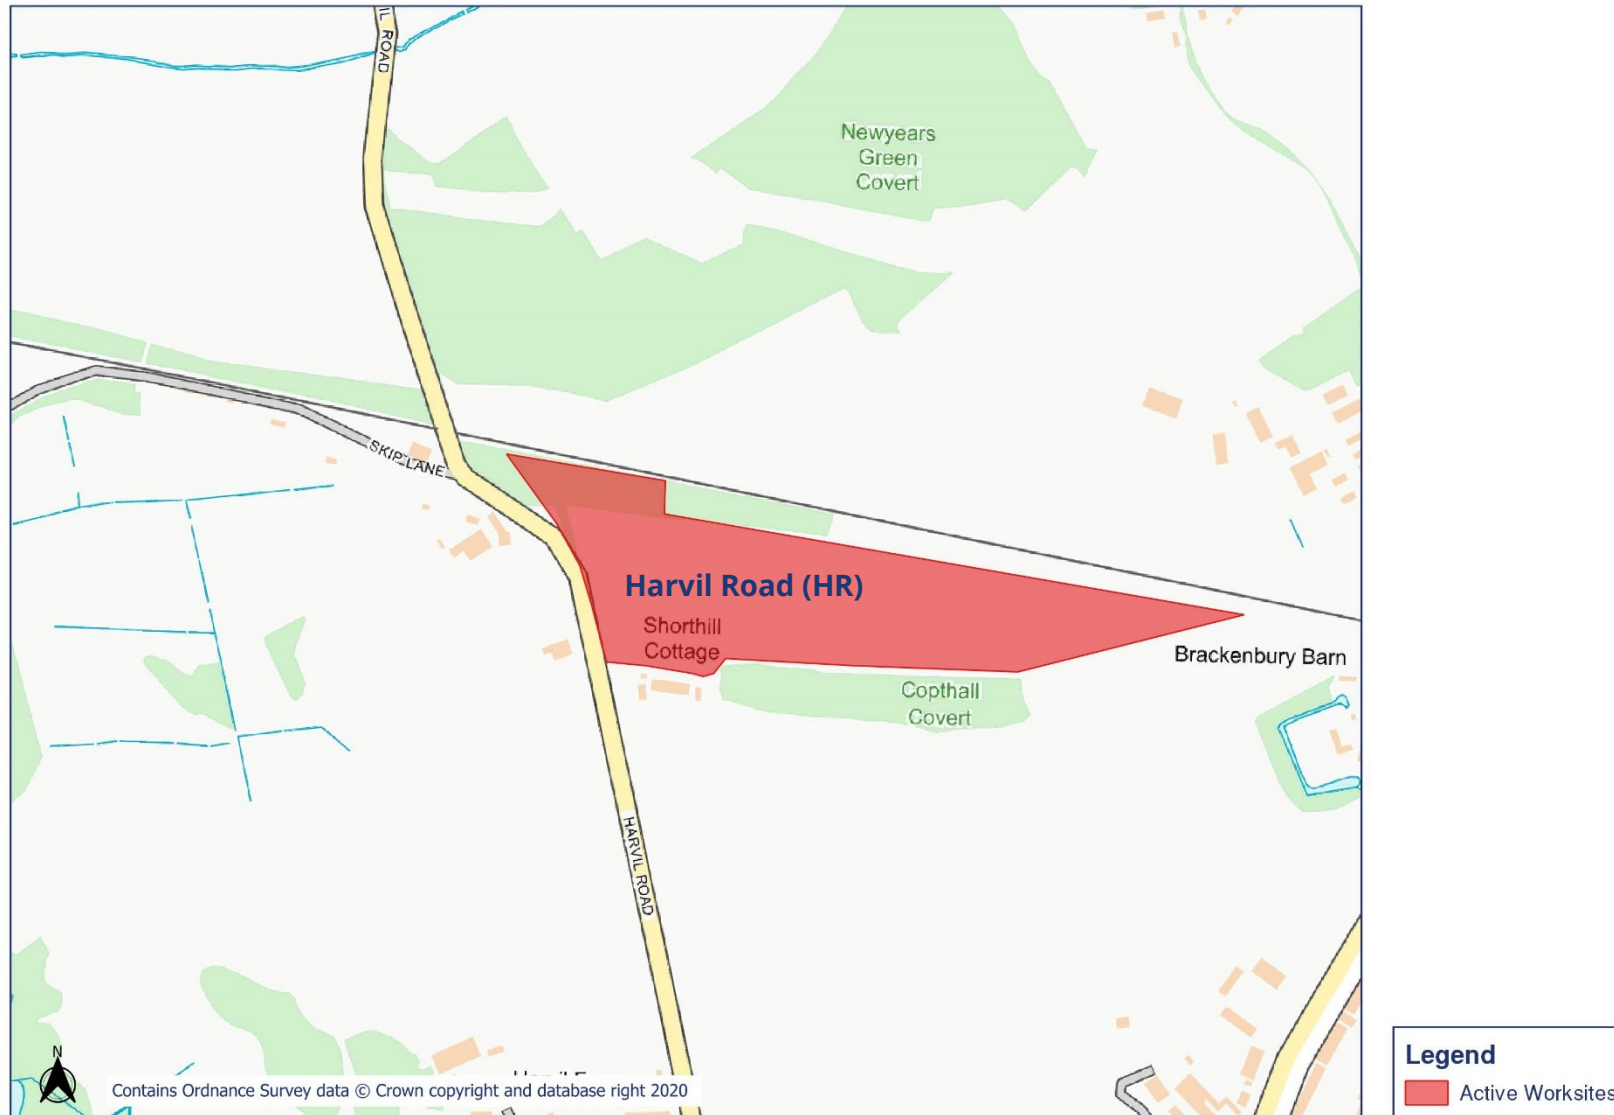 IL ROAD
Newyears
Green
Covert
SKIP LANE
Harvil Road (HR)
Shorthill
Cottage
Brackenbury Barn
Copthall
Covert
HARVIL ROAD
N
Contains Ordnance Survey data © Crown copyright and database right 2020
Legend
Active Worksites